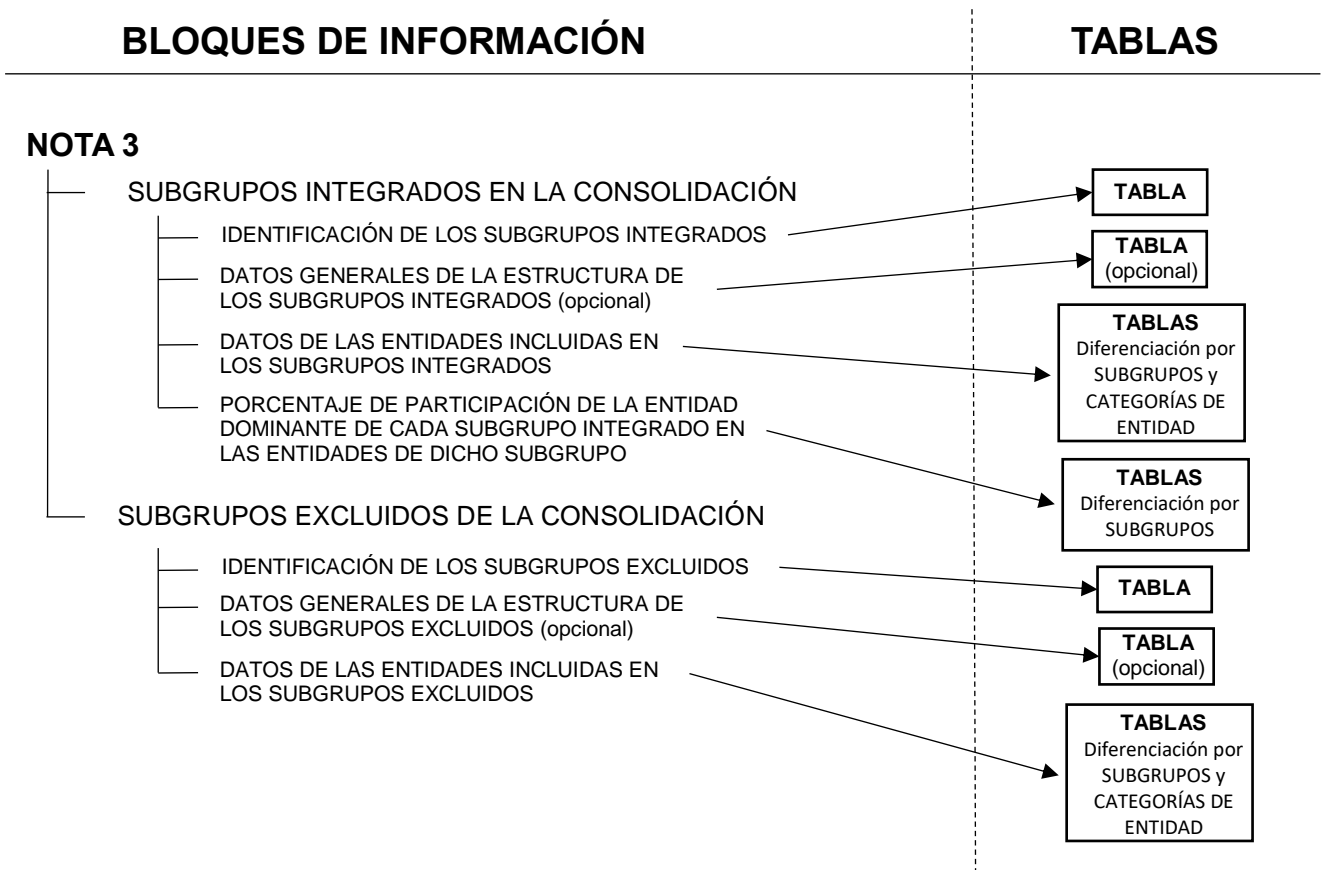 BLOQUES DE INFORMACIÓN
TABLAS
NOTA 3
SUBGRUPOS INTEGRADOS EN LA CONSOLIDACIÓN
IDENTIFICACIÓN DE LOS SUBGRUPOS INTEGRADOS
TABLA
DATOS GENERALES DE LA ESTRUCTURA DE
LOS SUBGRUPOS INTEGRADOS (opcional)
TABLA
(opcional)
DATOS DE LAS ENTIDADES INCLUIDAS EN
LOS SUBGRUPOS INTEGRADOS
TABLAS
Diferenciación por
SUBGRUPOS y
CATEGORÍAS DE
ENTIDAD
PORCENTAJE DE PARTICIPACIÓN DE LA ENTIDAD
DOMINANTE DE CADA SUBGRUPO INTEGRADO EN
LAS ENTIDADES DE DICHO SUBGRUPO
TABLAS
Diferenciación por
SUBGRUPOS
SUBGRUPOS EXCLUIDOS DE LA CONSOLIDACIÓN
IDENTIFICACIÓN DE LOS SUBGRUPOS EXCLUIDOS
TABLA
DATOS GENERALES DE LA ESTRUCTURA DE
LOS SUBGRUPOS EXCLUIDOS (opcional)
TABLA
(opcional)
DATOS DE LAS ENTIDADES INCLUIDAS EN
LOS SUBGRUPOS EXCLUIDOS
TABLAS
Diferenciación por
SUBGRUPOS y
CATEGORÍAS DE
ENTIDAD